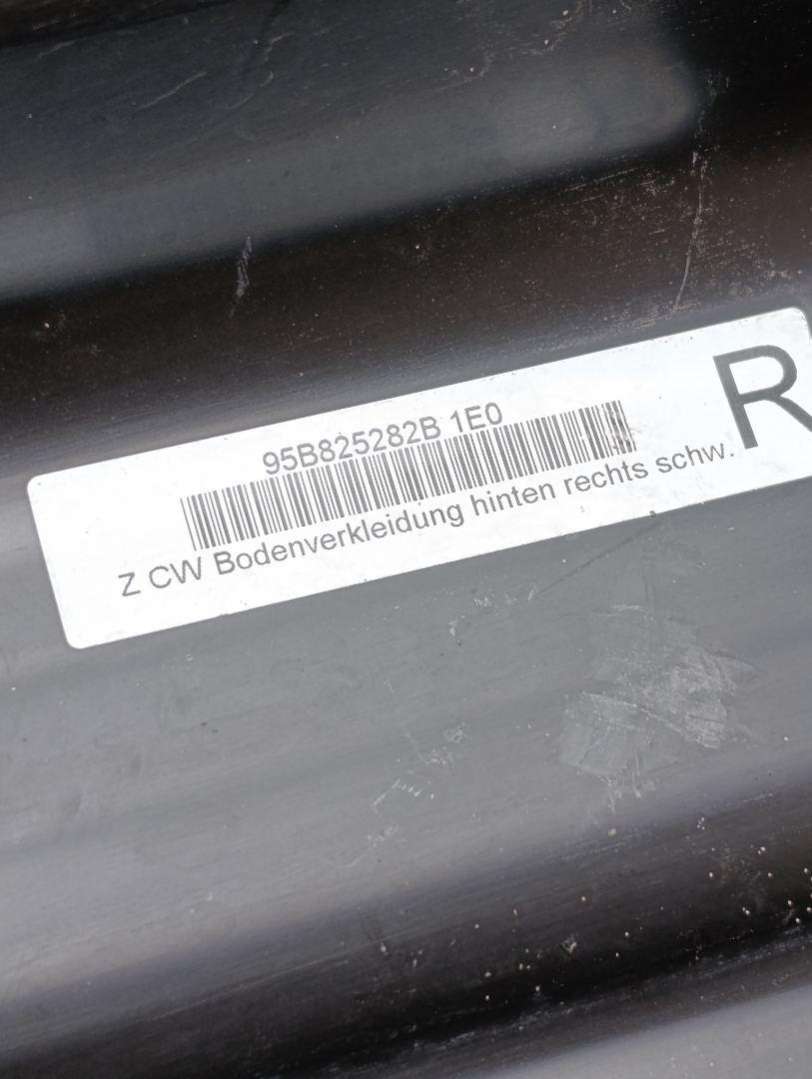 95B825282B 1E0
Z CW Bodenverkleidung hinten rechts schw.
R